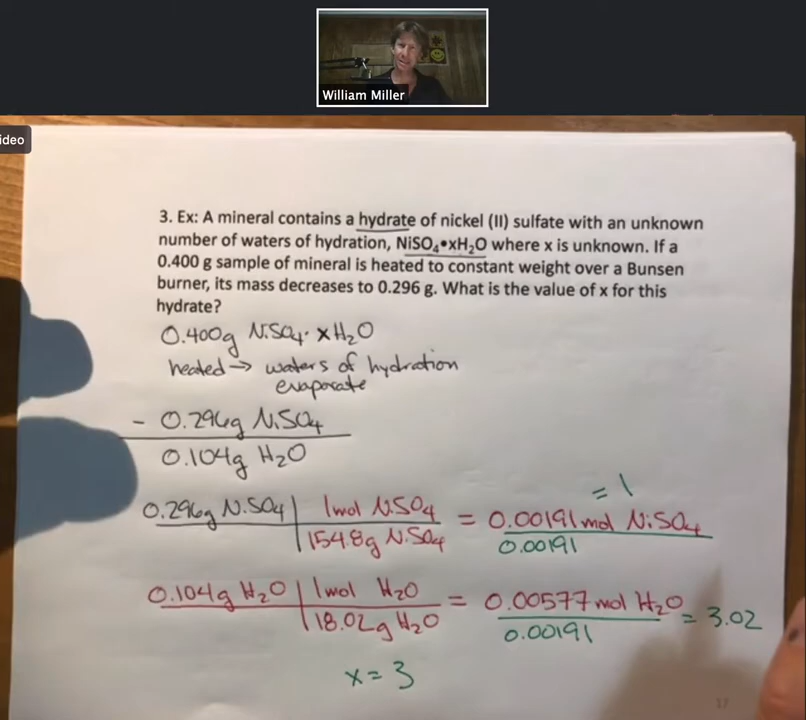 William Miller
ideo
3. Ex: A mineral contains a hydrate of nickel (II) sulfate with an unknown
number of waters of hydration, NiSO₄•xH₂O where x is unknown. If a
0.400 g sample of mineral is heated to constant weight over a Bunsen
burner, its mass decreases to 0.296 g. What is the value of x for this
hydrate?
0.400g NiSO₄· xH₂O
heated → waters of hydration
evaporate
- 0.296g NiSO₄
0.104g H₂O
= 1
0.296g NiSO₄ | 1mol NiSO₄ = 0.00191 mol NiSO₄
154.8g NiSO₄ 0.00191
0.104g H₂O | 1mol H₂O = 0.00577 mol H₂O = 3.02
18.02g H₂O 0.00191
x = 3
17